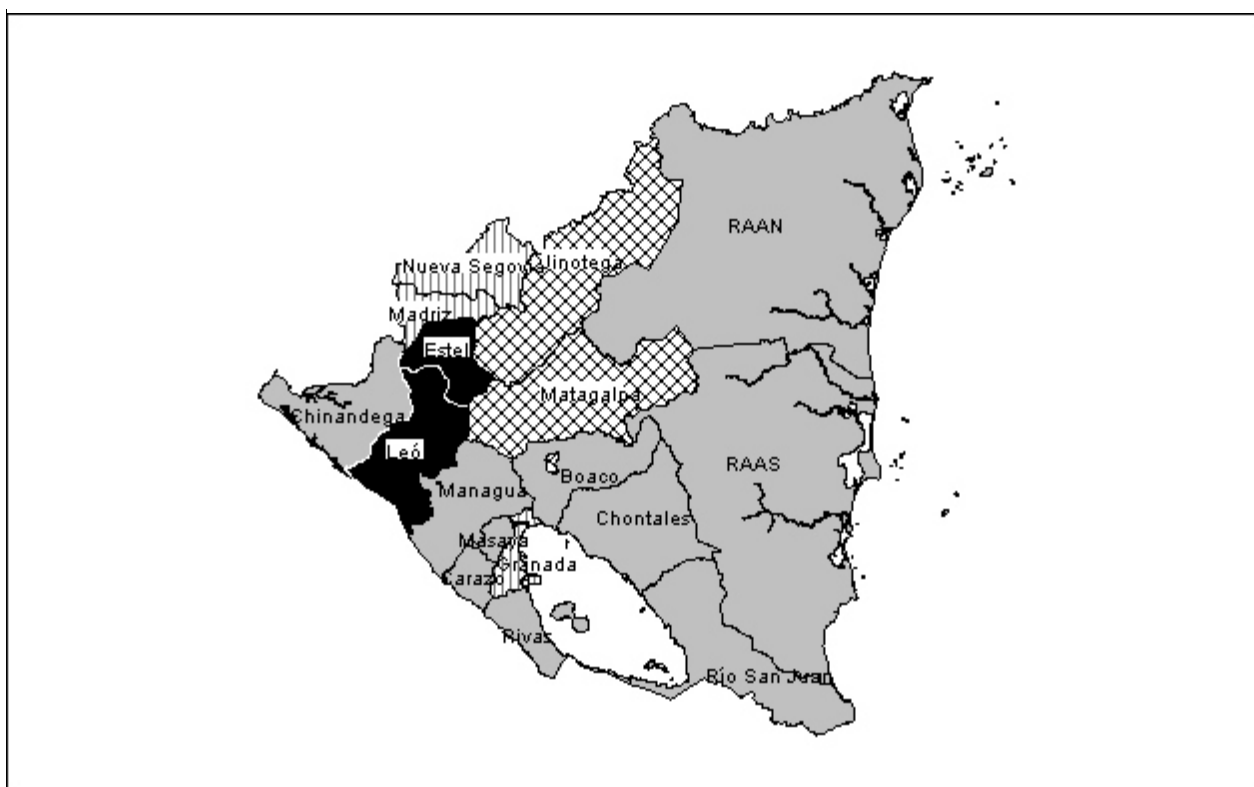 RAAN
Nueva Segovia
Jinotega
Madriz
Estel
Matagalpa
Chinandega
Leó
RAAS
Boaco
Managua
Chontales
Masaya
Granada
Carazo
Rivas
Río San Juan